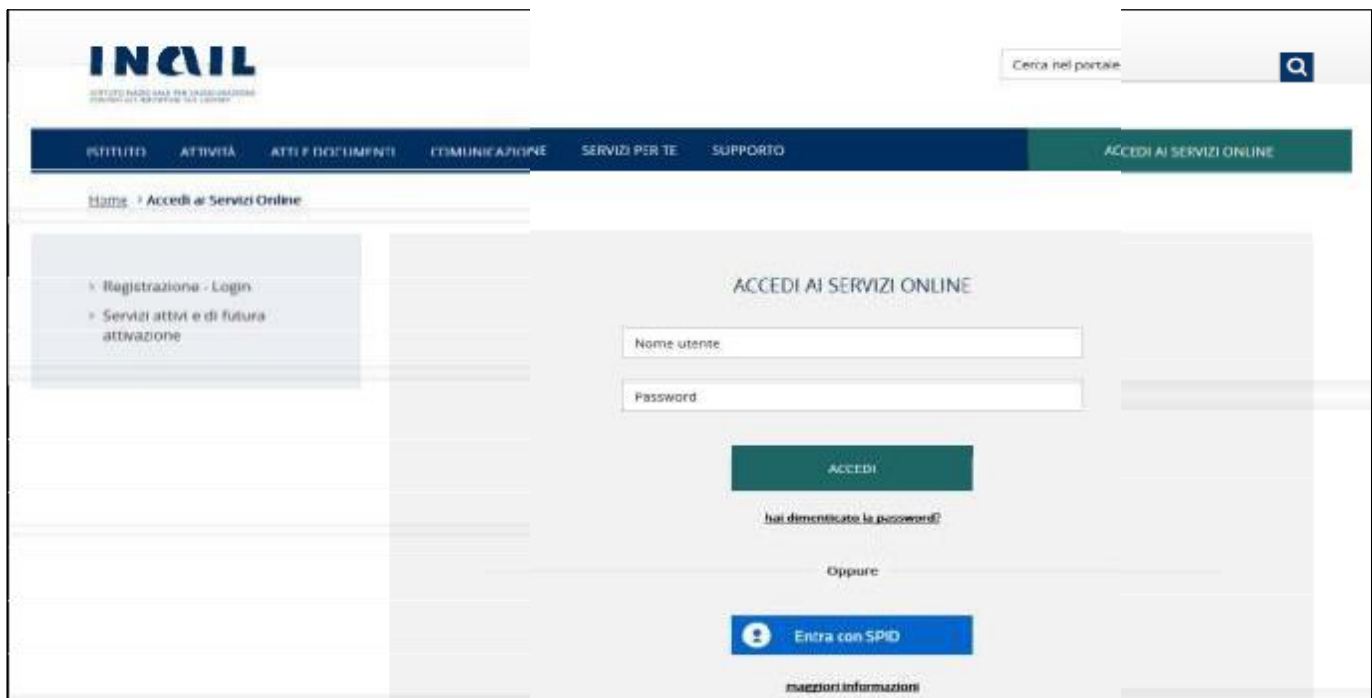 INAIL
Cerca nel portale
ISTITUTO ATTIVITÀ ATTI E DOCUMENTI COMUNICAZIONE SERVIZI PER TE SUPPORTO ACCEDI AI SERVIZI ONLINE
Home › Accedi ai Servizi Online
› Registrazione - Login
› Servizi attivi e di futura
attivazione
ACCEDI AI SERVIZI ONLINE
Nome utente
Password
ACCEDI
hai dimenticato la password?
Oppure
Entra con SPID
maggiori informazioni